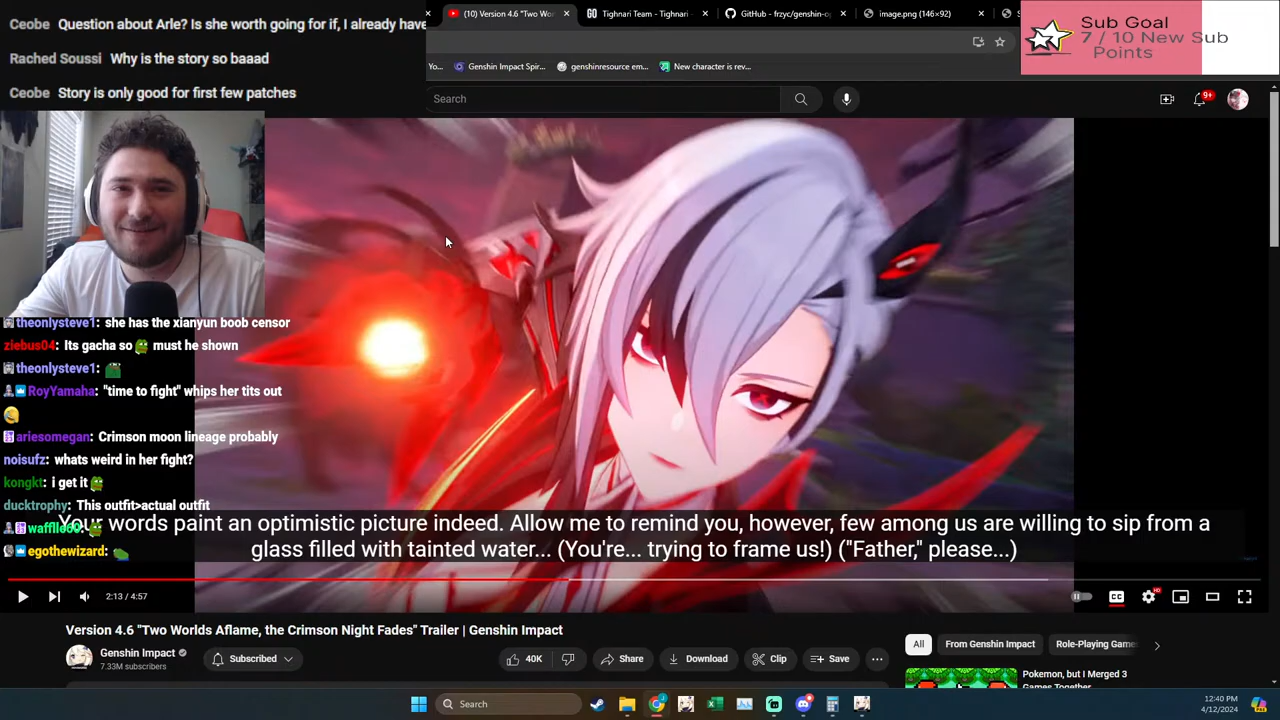 Ceobe Question about Arle? Is she worth going for if, I already have
Rached Soussi Why is the story so baaad
Ceobe Story is only good for first few patches
(10) Version 4.6 "Two Wor
Tighnari Team - Tighnari -
GitHub - frzyc/genshin-o
image.png (146×92)
Sub Goal
7 / 10 New Sub
Points
Yo...
Genshin Impact Spir...
genshinresource em...
New character is rev...
Search
9+
theonlysteve1: she has the xianyun boob censor
ziebus04: Its gacha so must he shown
theonlysteve1:
RoyYamaha: "time to fight" whips her tits out
ariesomegan: Crimson moon lineage probably
noisufz: whats weird in her fight?
kongkt: i get it
ducktrophy: This outfit>actual outfit
egothewizard:
Your words paint an optimistic picture indeed. Allow me to remind you, however, few among us are willing to sip from a
glass filled with tainted water... (You're... trying to frame us!) ("Father," please...)
2:13 / 4:57
CC
HD
Version 4.6 "Two Worlds Aflame, the Crimson Night Fades" Trailer | Genshin Impact
Genshin Impact
7.33M subscribers
Subscribed
40K
Share
Download
Clip
Save
All
From Genshin Impact
Role-Playing Game
Pokemon, but I Merged 3
Games Together
Search
12:40 PM
4/12/2024